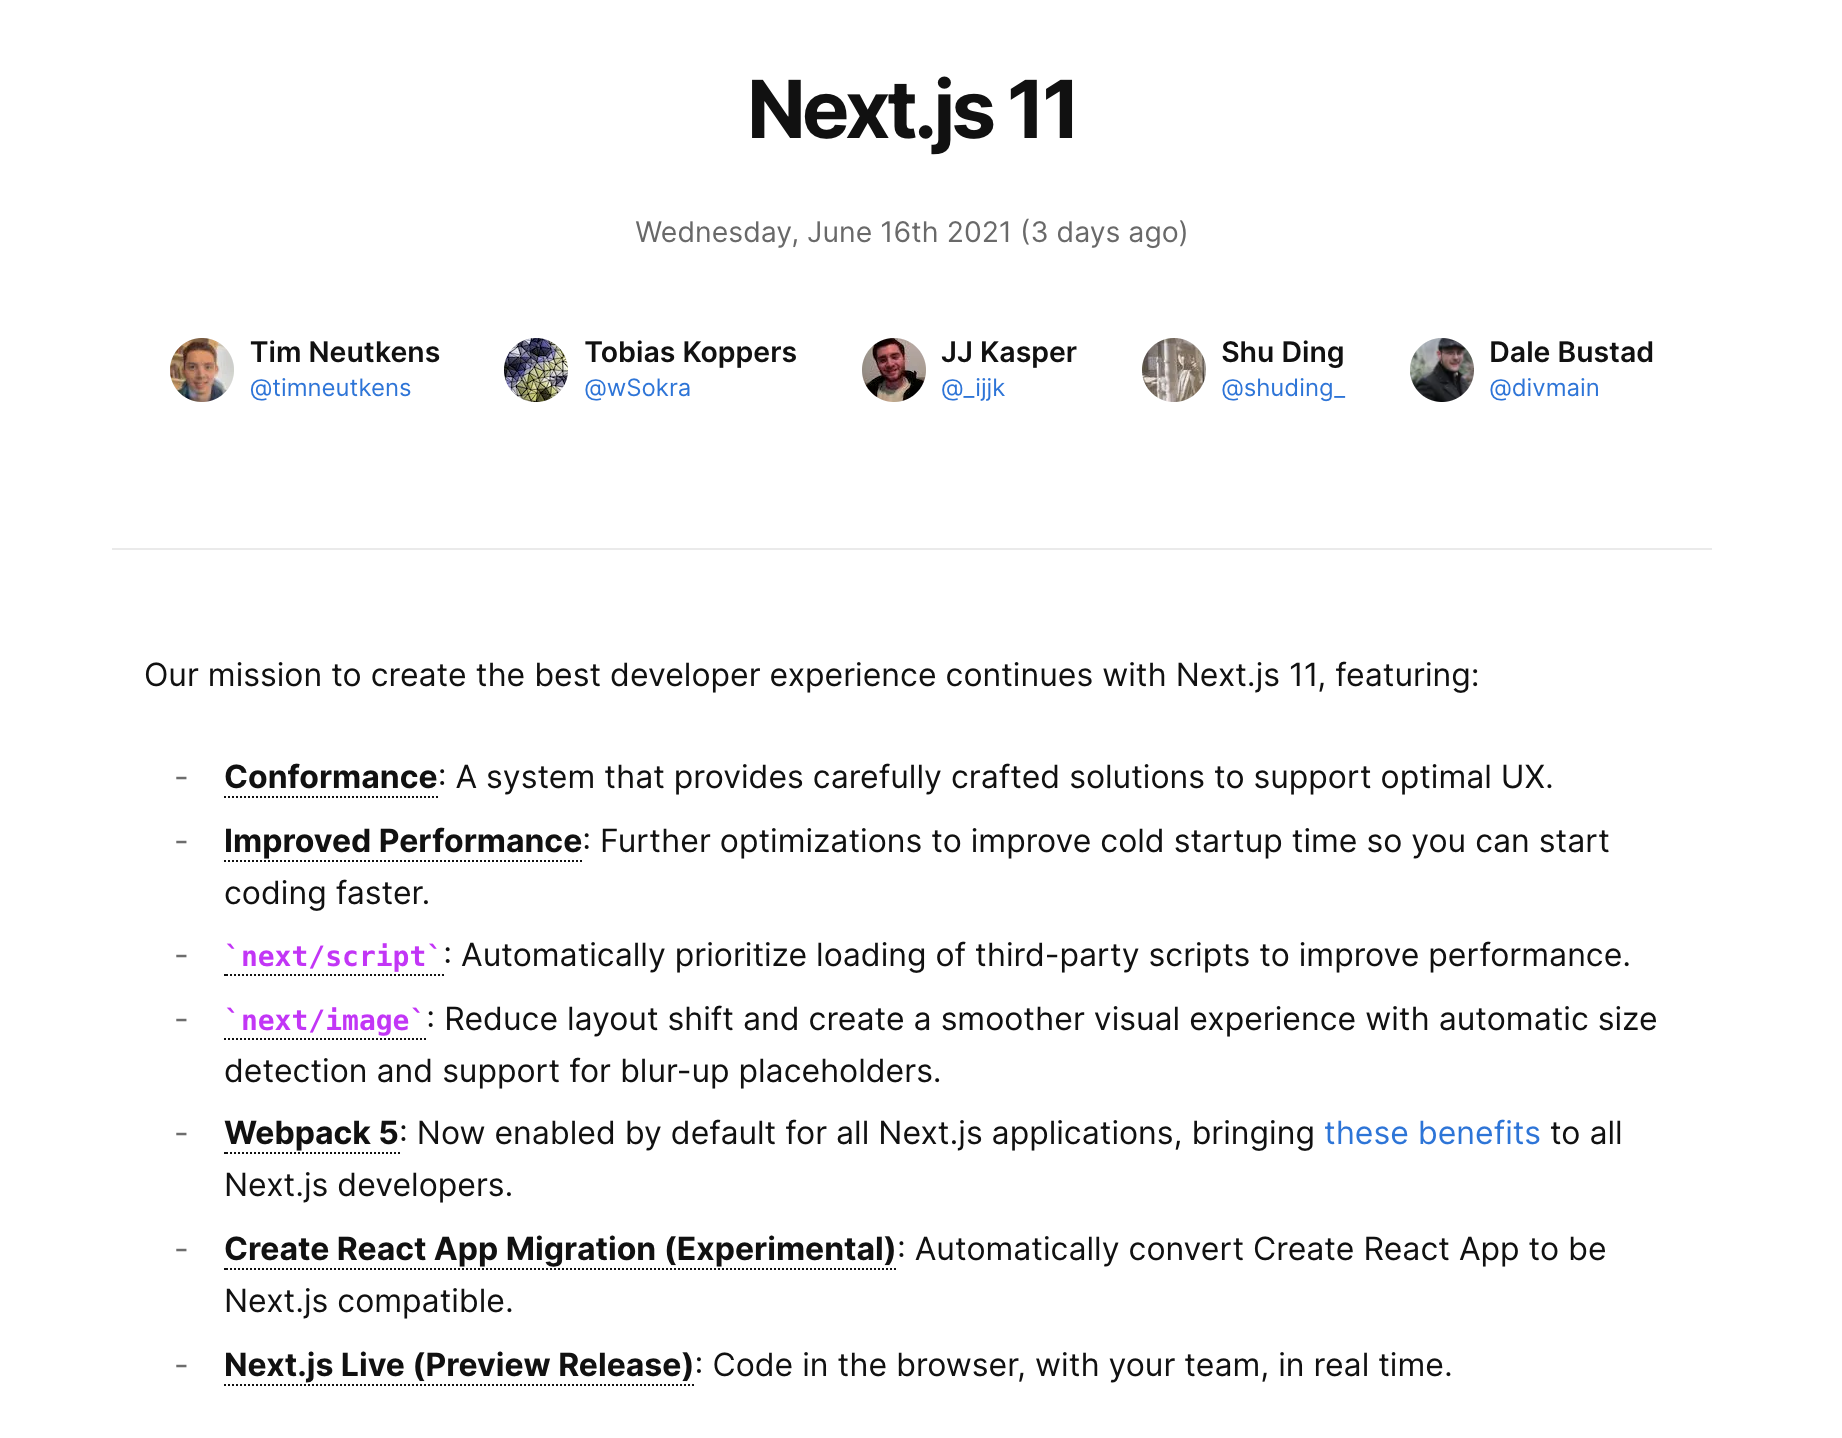 Next.js 11
Wednesday, June 16th 2021 (3 days ago)
Tim Neutkens
@timneutkens
Tobias Koppers
@wSokra
JJ Kasper
@_ijjk
Shu Ding
@shuding_
Dale Bustad
@divmain
Our mission to create the best developer experience continues with Next.js 11, featuring:
- Conformance: A system that provides carefully crafted solutions to support optimal UX.
- Improved Performance: Further optimizations to improve cold startup time so you can start
coding faster.
- `next/script`: Automatically prioritize loading of third-party scripts to improve performance.
- `next/image`: Reduce layout shift and create a smoother visual experience with automatic size
detection and support for blur-up placeholders.
- Webpack 5: Now enabled by default for all Next.js applications, bringing these benefits to all
Next.js developers.
- Create React App Migration (Experimental): Automatically convert Create React App to be
Next.js compatible.
- Next.js Live (Preview Release): Code in the browser, with your team, in real time.